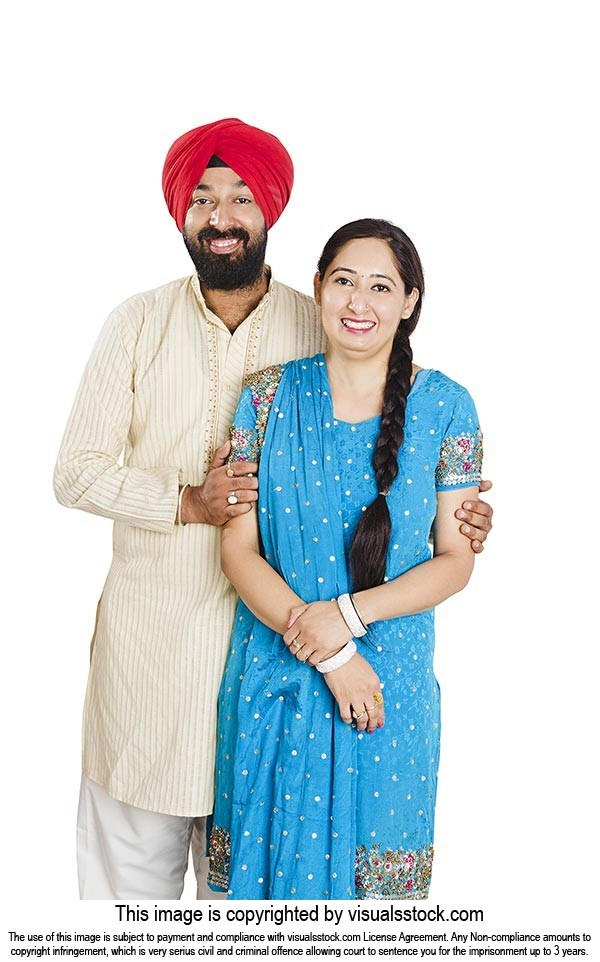 This image is copyrighted by visualsstock.com
The use of this image is subject to payment and compliance with visualsstock.com License Agreement. Any Non-compliance amounts to
copyright infringement, which is very serius civil and criminal offence allowing court to sentence you for the imprisonment up to 3 years.